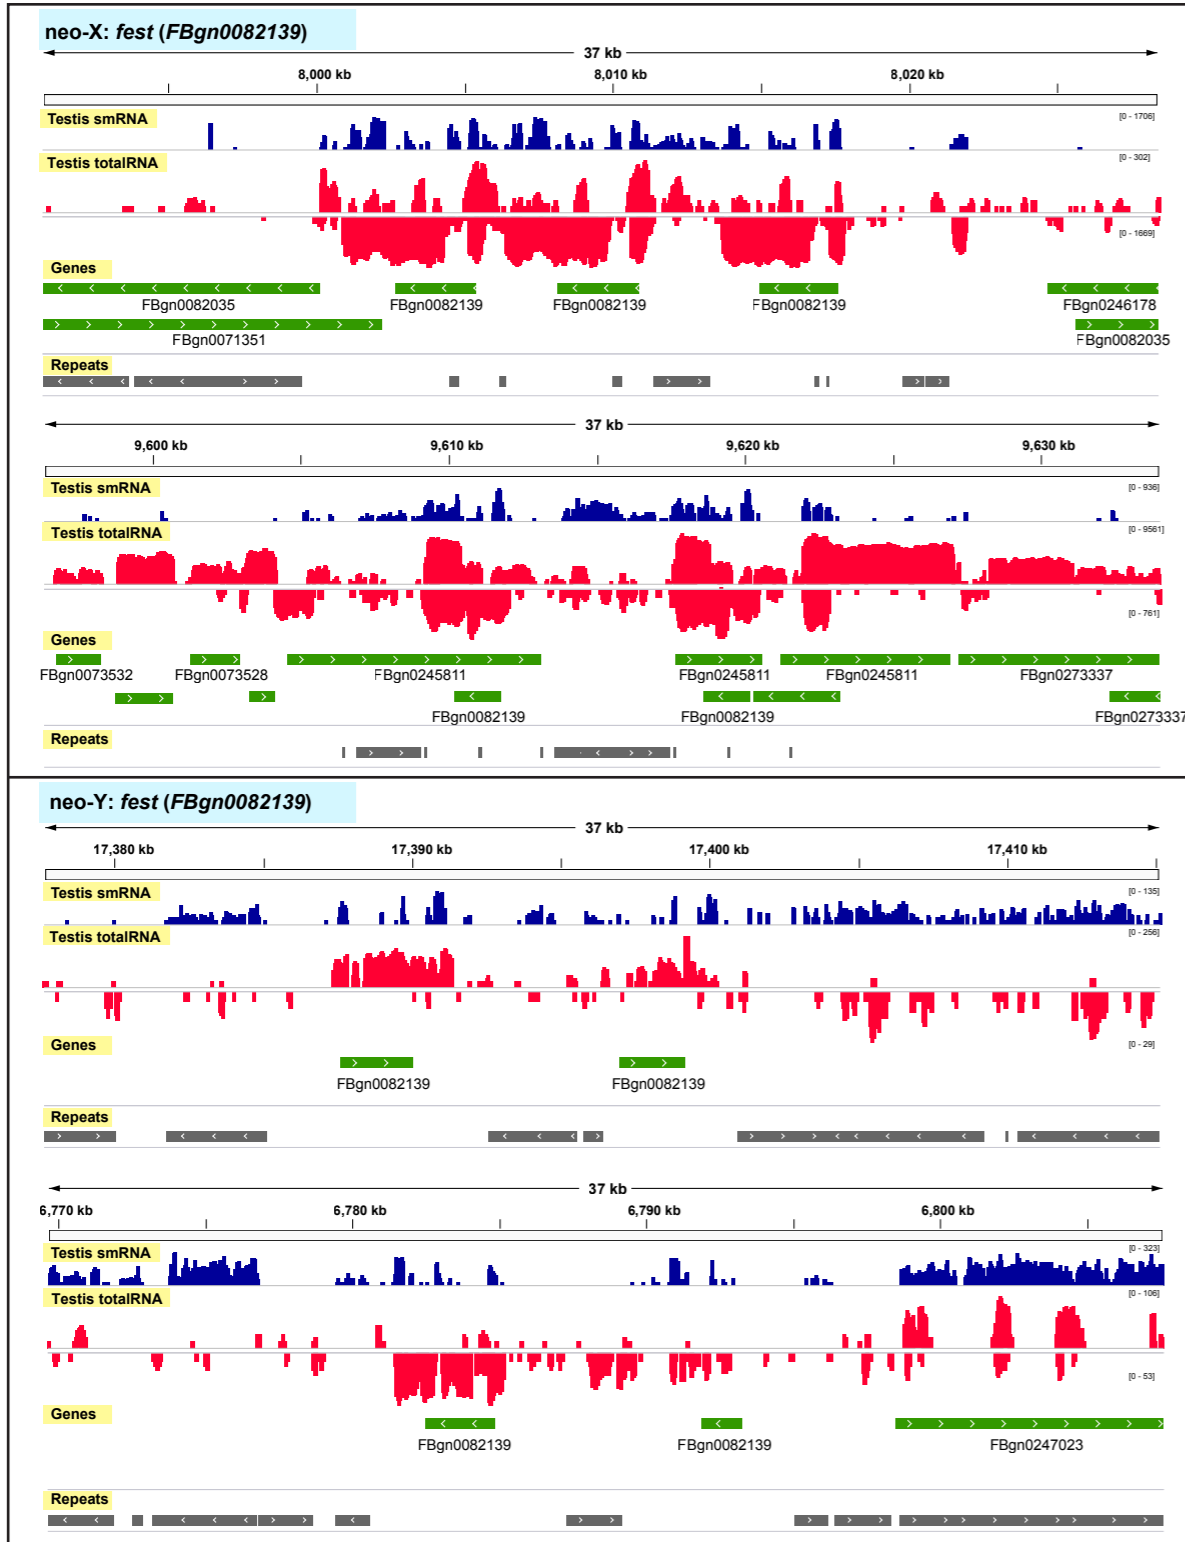 neo-X: fest (FBgn0082139)
37 kb
8,000 kb 8,010 kb 8,020 kb
Testis smRNA [0 - 1706]
Testis totalRNA [0 - 302]
[0 - 1669]
Genes
FBgn0082035 FBgn0082139 FBgn0082139 FBgn0082139 FBgn0246178
FBgn0071351 FBgn0082035
Repeats
37 kb
9,600 kb 9,610 kb 9,620 kb 9,630 kb
Testis smRNA [0 - 936]
Testis totalRNA [0 - 9561]
[0 - 761]
Genes
FBgn0073532 FBgn0073528 FBgn0245811 FBgn0245811 FBgn0245811 FBgn0273337
FBgn0082139 FBgn0082139 FBgn0273337
Repeats
neo-Y: fest (FBgn0082139)
37 kb
17,380 kb 17,390 kb 17,400 kb 17,410 kb
Testis smRNA [0 - 135]
Testis totalRNA [0 - 256]
Genes [0 - 29]
FBgn0082139 FBgn0082139
Repeats
37 kb
6,770 kb 6,780 kb 6,790 kb 6,800 kb
Testis smRNA [0 - 323]
Testis totalRNA [0 - 106]
[0 - 53]
Genes
FBgn0082139 FBgn0082139 FBgn0247023
Repeats